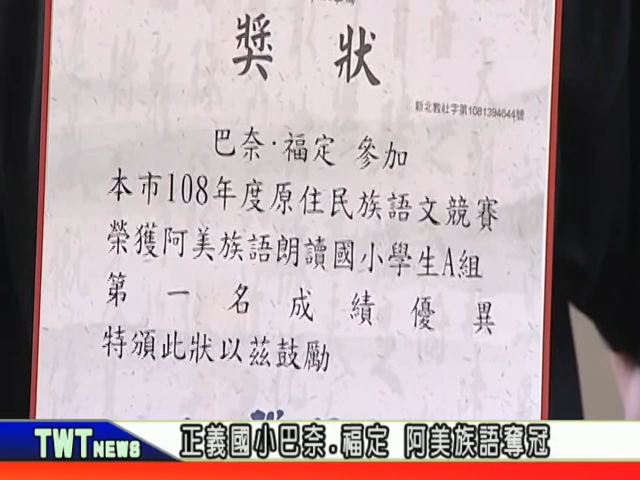 獎狀
新北教社字第1081394644號
巴奈·福定 參加
本市108年度原住民族語文競賽
榮獲阿美族語朗讀國小學生A組
第一名成績優異
特頒此狀以茲鼓勵
TWT NEWS 正義國小巴奈.福定 阿美族語奪冠